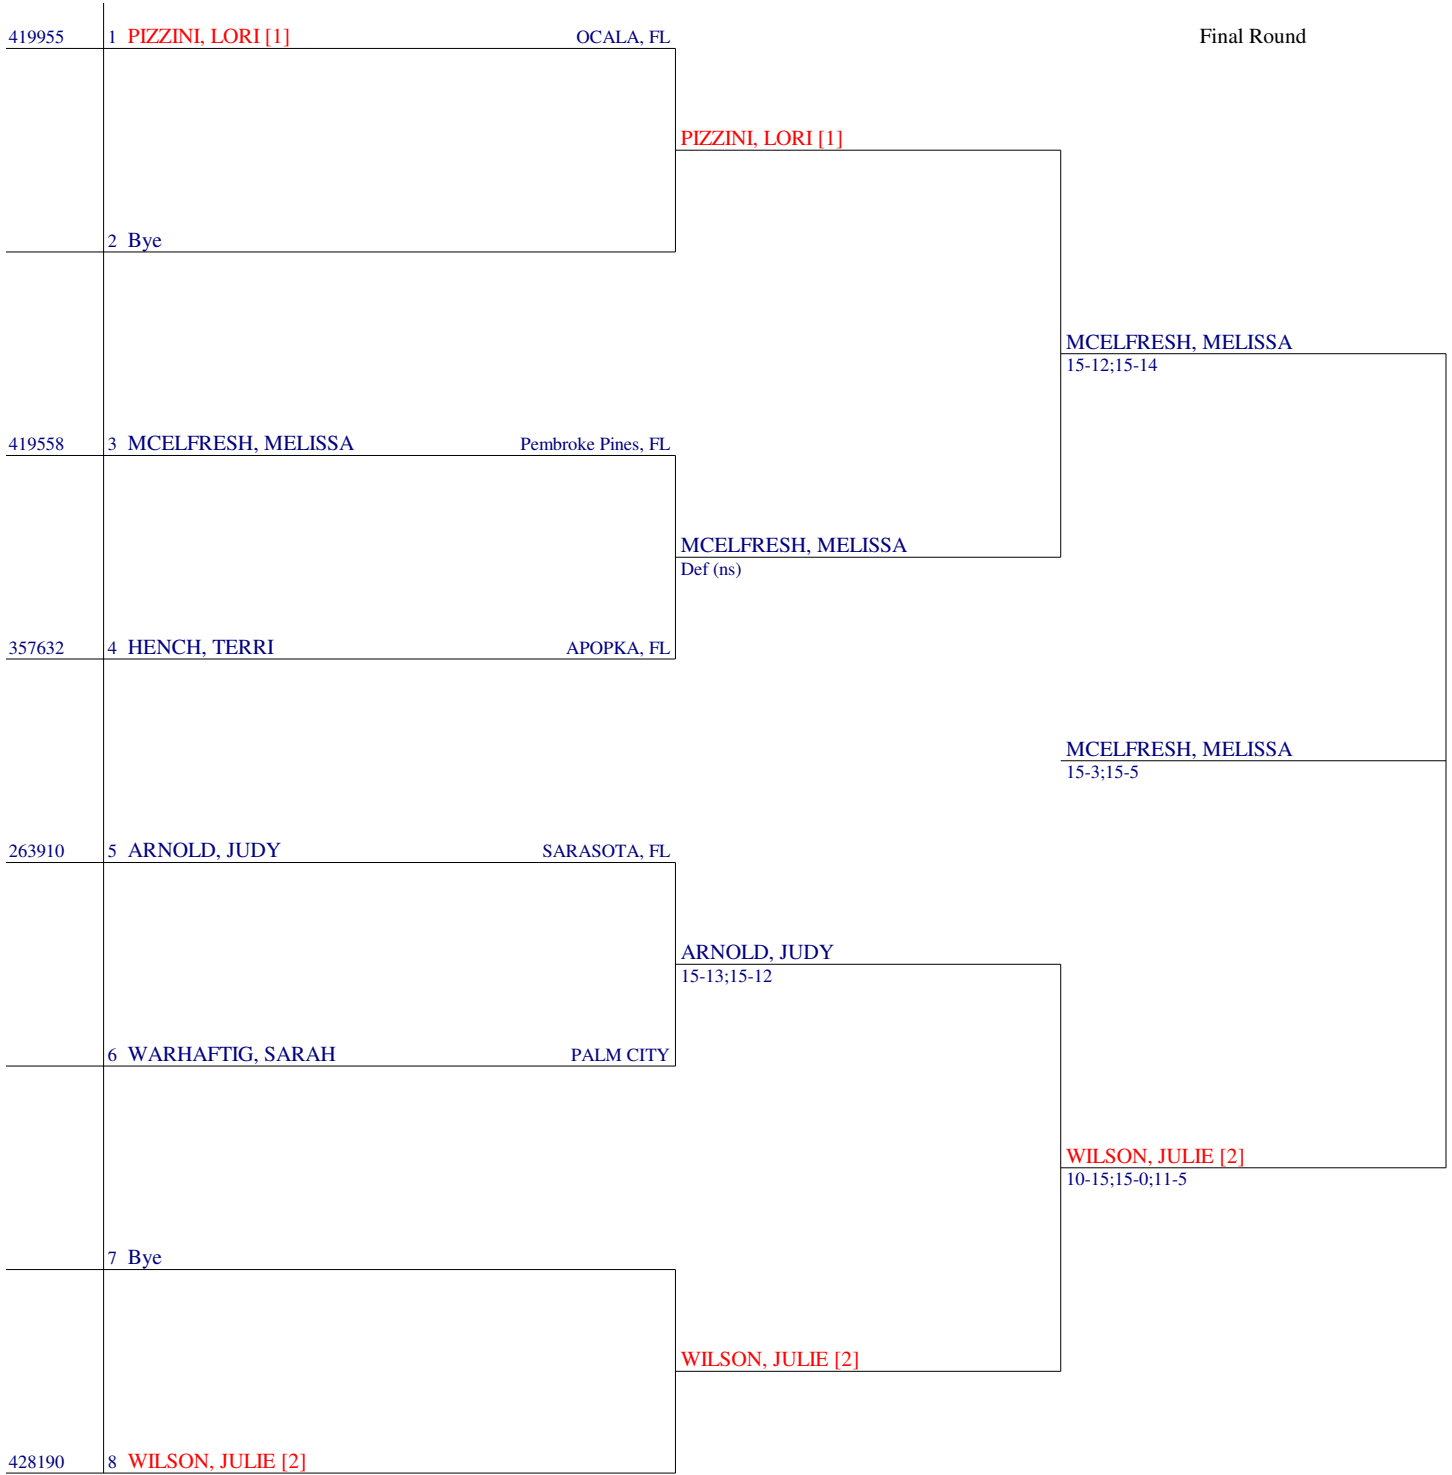 419955 1 PIZZINI, LORI [1] OCALA, FL Final Round
PIZZINI, LORI [1]
2 Bye
MCELFRESH, MELISSA
15-12;15-14
419558 3 MCELFRESH, MELISSA Pembroke Pines, FL
MCELFRESH, MELISSA
Def (ns)
357632 4 HENCH, TERRI APOPKA, FL
MCELFRESH, MELISSA
15-3;15-5
263910 5 ARNOLD, JUDY SARASOTA, FL
ARNOLD, JUDY
15-13;15-12
6 WARHAFTIG, SARAH PALM CITY
WILSON, JULIE [2]
10-15;15-0;11-5
7 Bye
WILSON, JULIE [2]
428190 8 WILSON, JULIE [2]